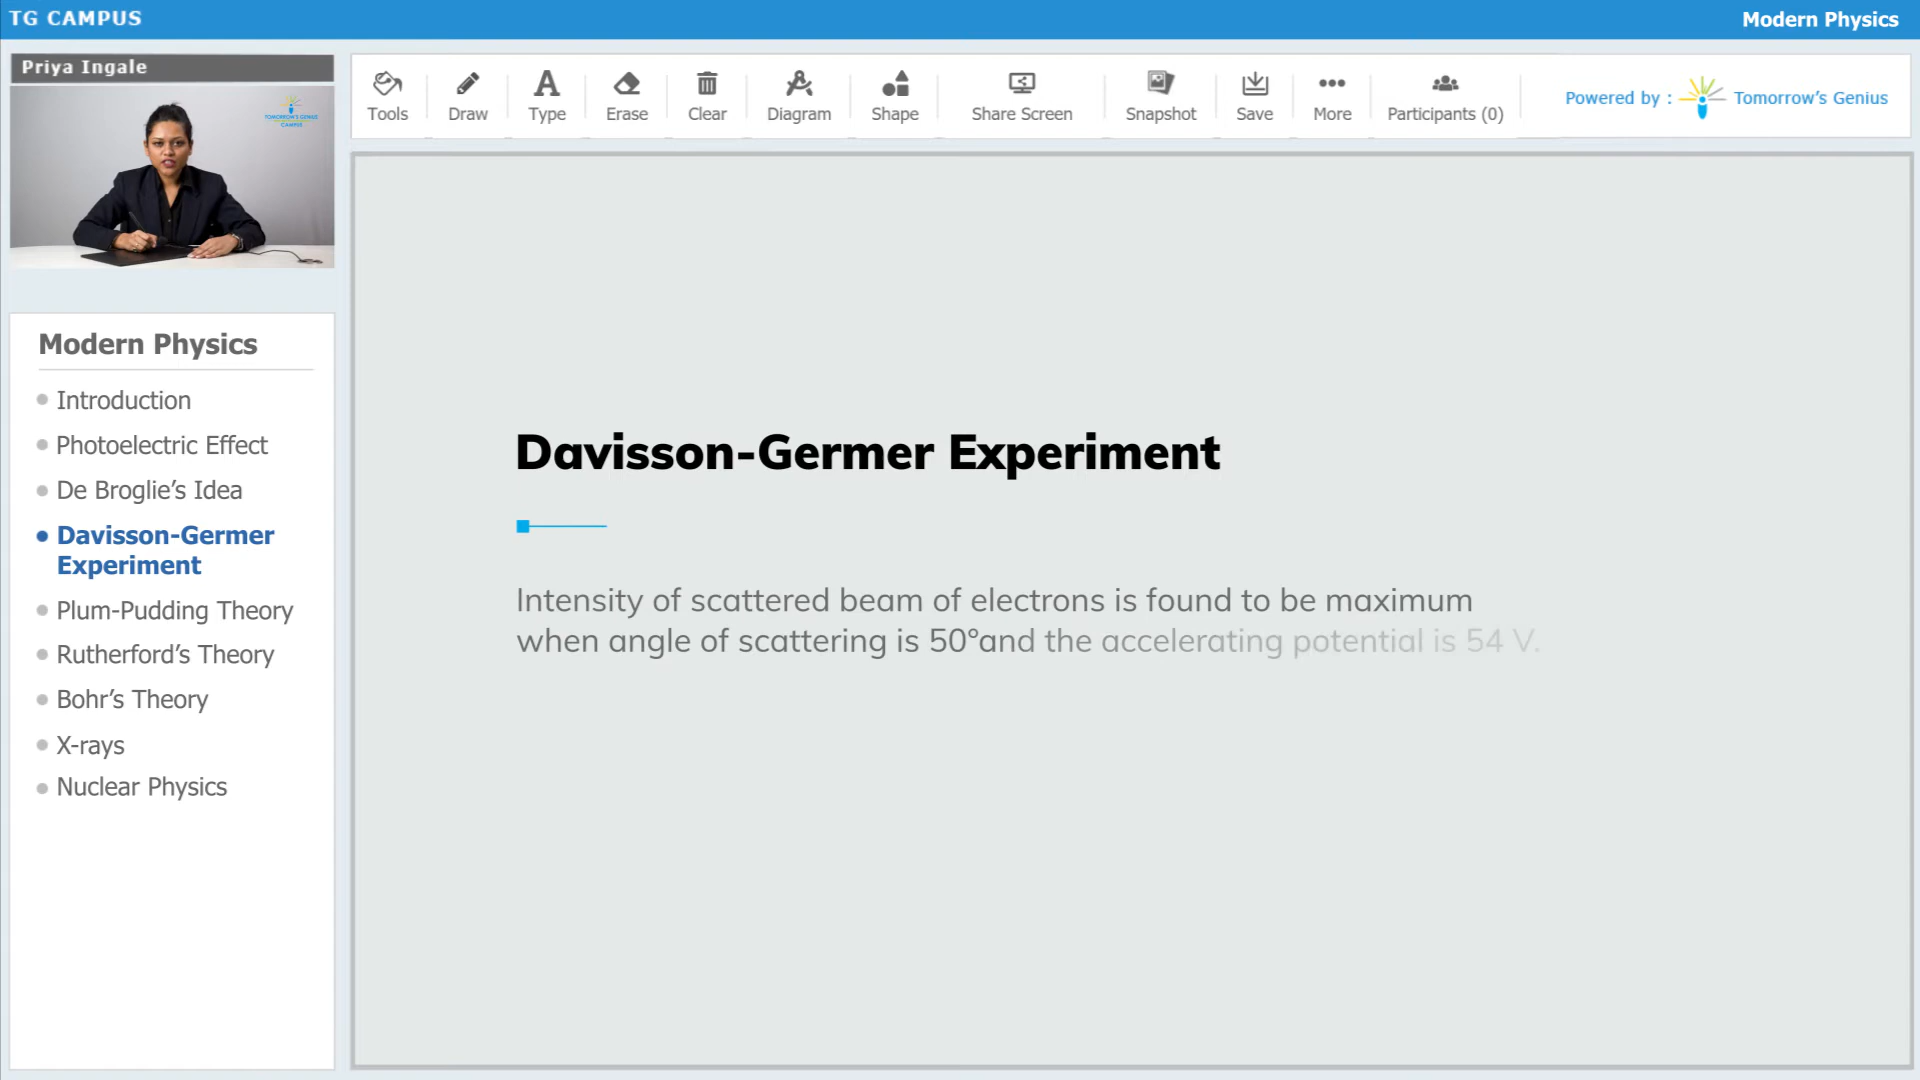 TG CAMPUS
Modern Physics
Priya Ingale
TOMORROW'S GENIUS
CAMPUS
Tools
Draw
Type
Erase
Clear
Diagram
Shape
Share Screen
Snapshot
Save
More
Participants (0)
Powered by :
Tomorrow's Genius
Modern Physics
Introduction
Photoelectric Effect
De Broglie's Idea
Davisson-Germer
Experiment
Plum-Pudding Theory
Rutherford's Theory
Bohr's Theory
X-rays
Nuclear Physics
Davisson-Germer Experiment
Intensity of scattered beam of electrons is found to be maximum
when angle of scattering is 50°and the accelerating potential is 54 V.